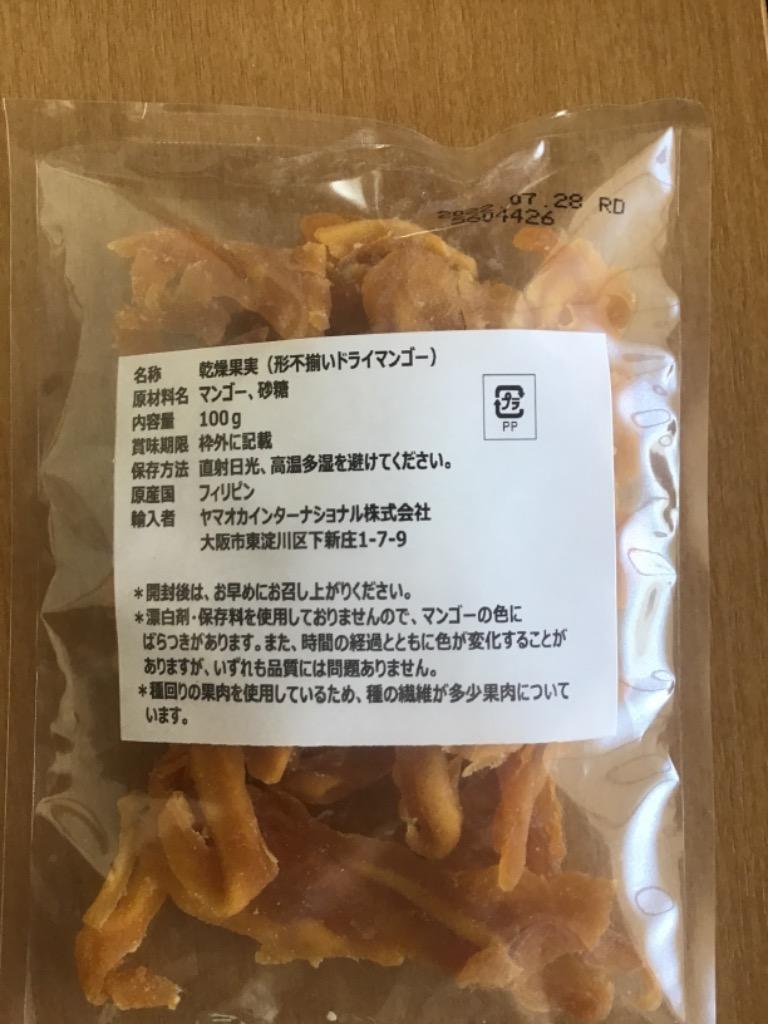 07.28 RD
名称 乾燥果実（形不揃いドライマンゴー）
原材料名 マンゴー、砂糖
内容量 100g
賞味期限 枠外に記載
保存方法 直射日光、高温多湿を避けてください。
原産国 フィリピン
輸入者 ヤマオカインターナショナル株式会社
大阪市東淀川区下新庄1-7-9
プラ
PP
＊開封後は、お早めにお召し上がりください。
＊漂白剤・保存料を使用しておりませんので、マンゴーの色に
ばらつきがあります。また、時間の経過とともに色が変化することが
ありますが、いずれも品質には問題ありません。
＊種回りの果肉を使用しているため、種の繊維が多少果肉について
います。